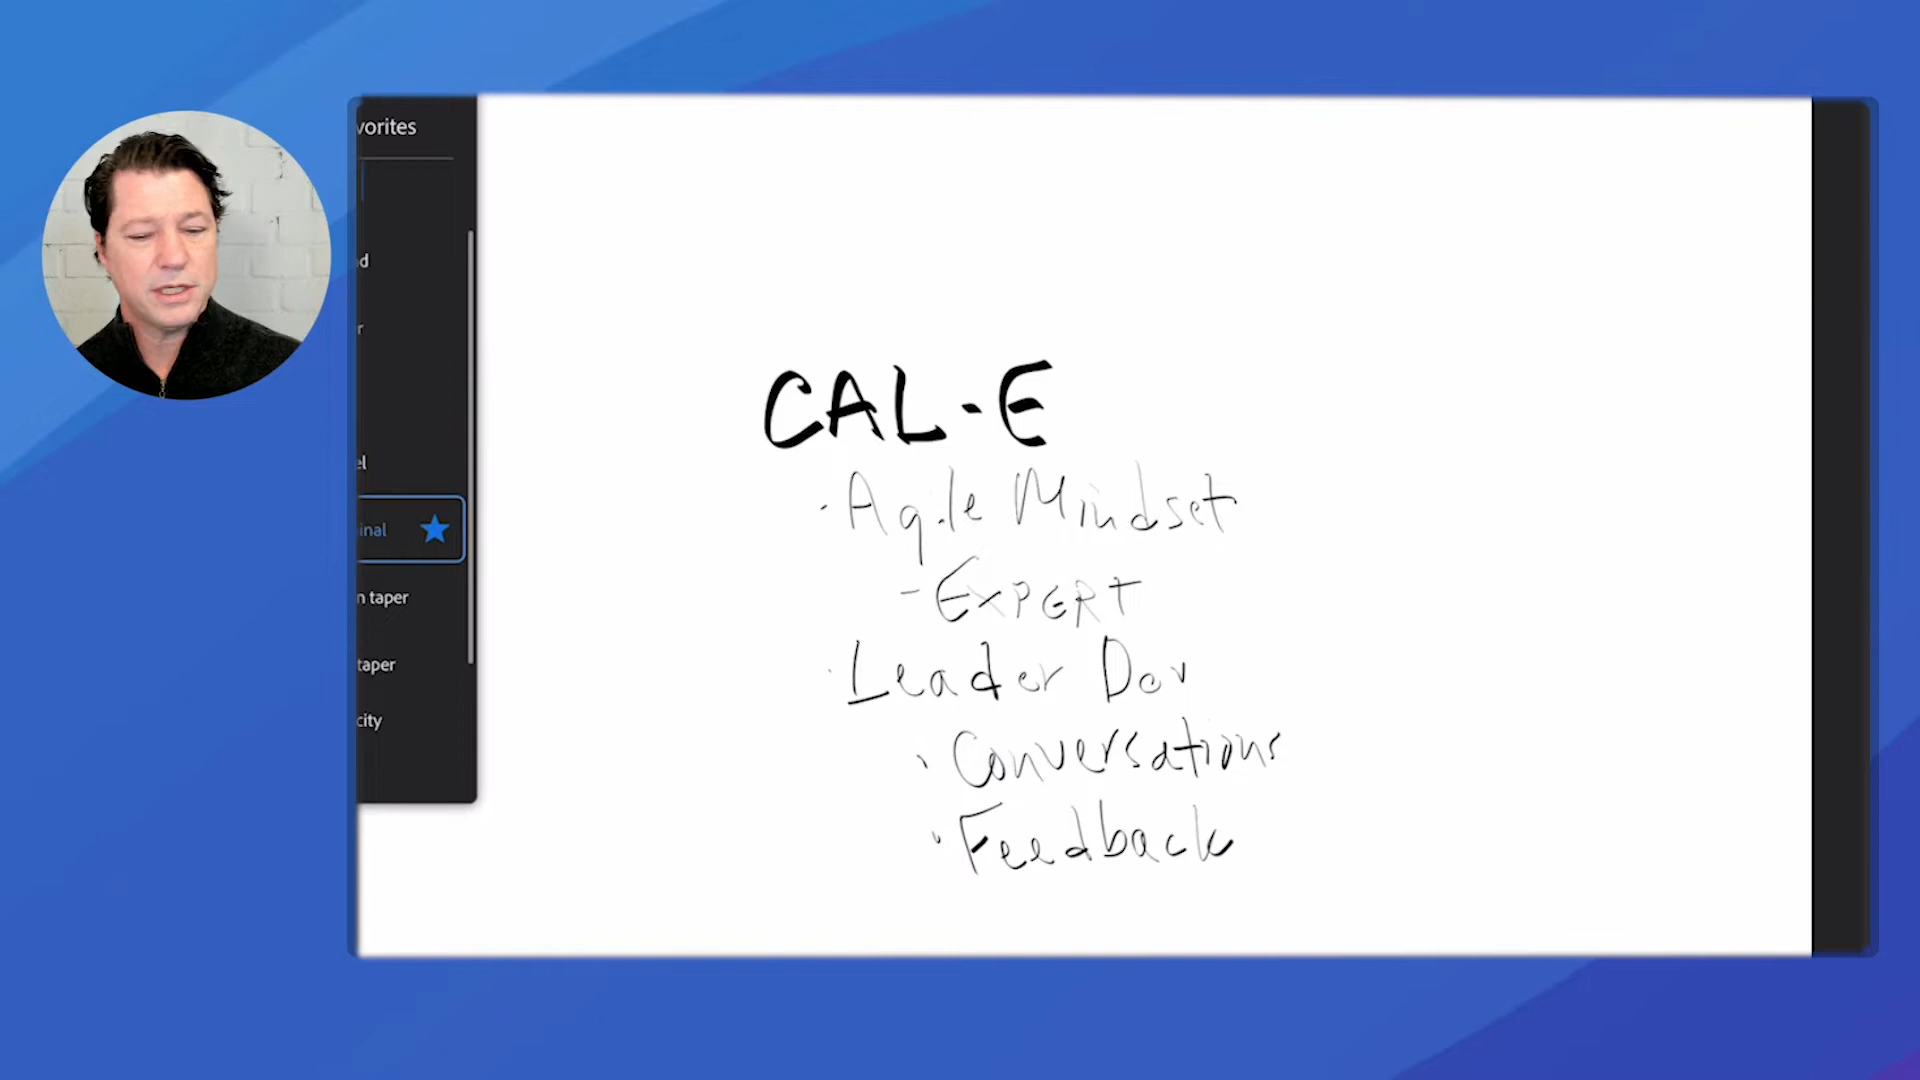 vorites
d
r
el
inal
n taper
taper
city
CAL-E
· Agile Mindset
- EXPERT
· Leader Dev
· Conversations
· Feedback